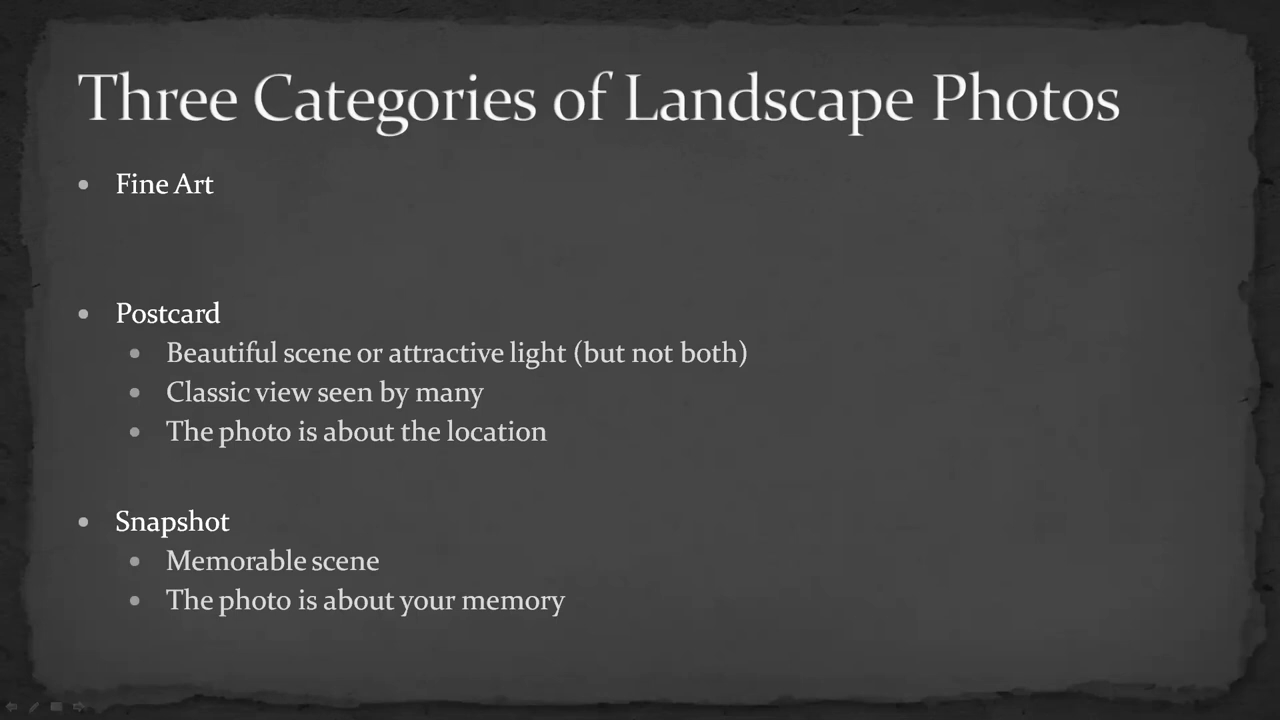 Three Categories of Landscape Photos
Fine Art
Postcard
Beautiful scene or attractive light (but not both)
Classic view seen by many
The photo is about the location
Snapshot
Memorable scene
The photo is about your memory